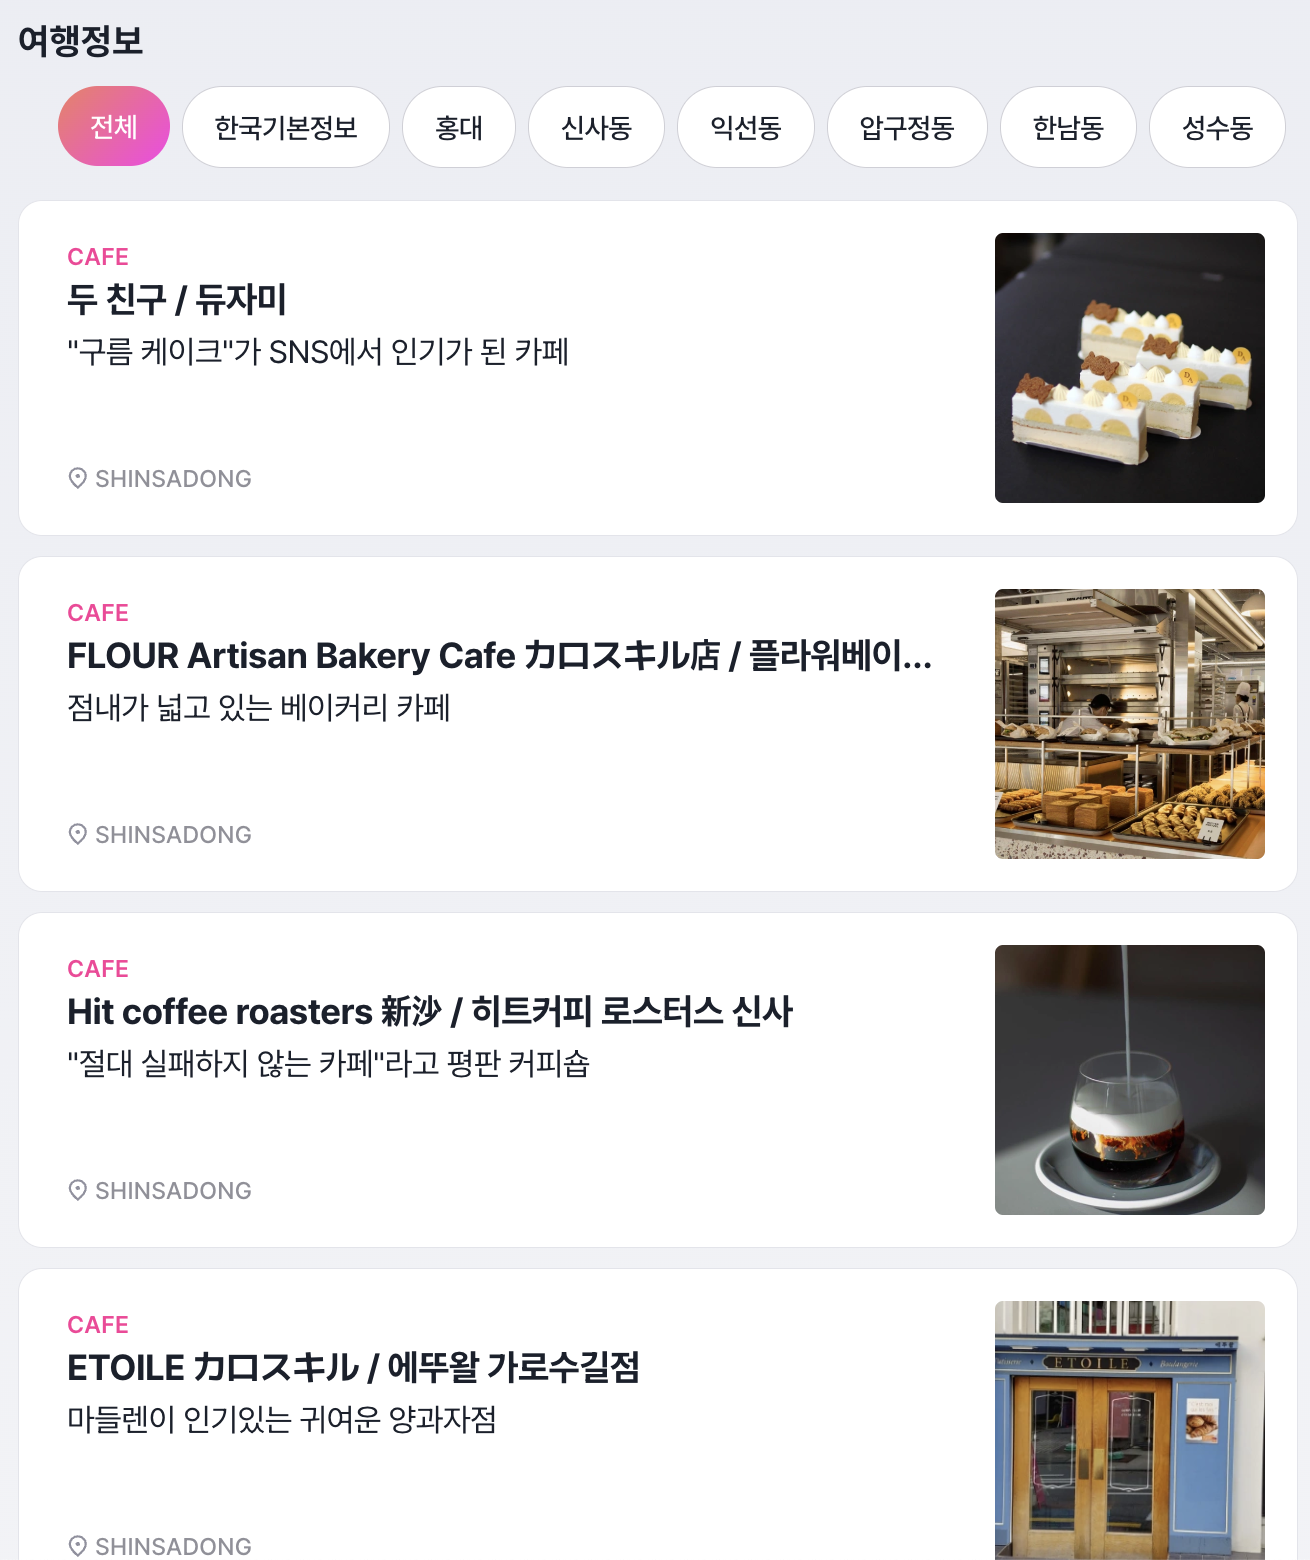 여행정보
전체
한국기본정보
홍대
신사동
익선동
압구정동
한남동
성수동
CAFE
두 친구 / 듀자미
"구름 케이크"가 SNS에서 인기가 된 카페
SHINSADONG
CAFE
FLOUR Artisan Bakery Cafe カロスキル店 / 플라워베이...
점내가 넓고 있는 베이커리 카페
SHINSADONG
CAFE
Hit coffee roasters 新沙 / 히트커피 로스터스 신사
"절대 실패하지 않는 카페"라고 평판 커피숍
SHINSADONG
CAFE
ETOILE カロスキル / 에뚜왈 가로수길점
마들렌이 인기있는 귀여운 양과자점
ETOILE
Boulangerie
SHINSADONG